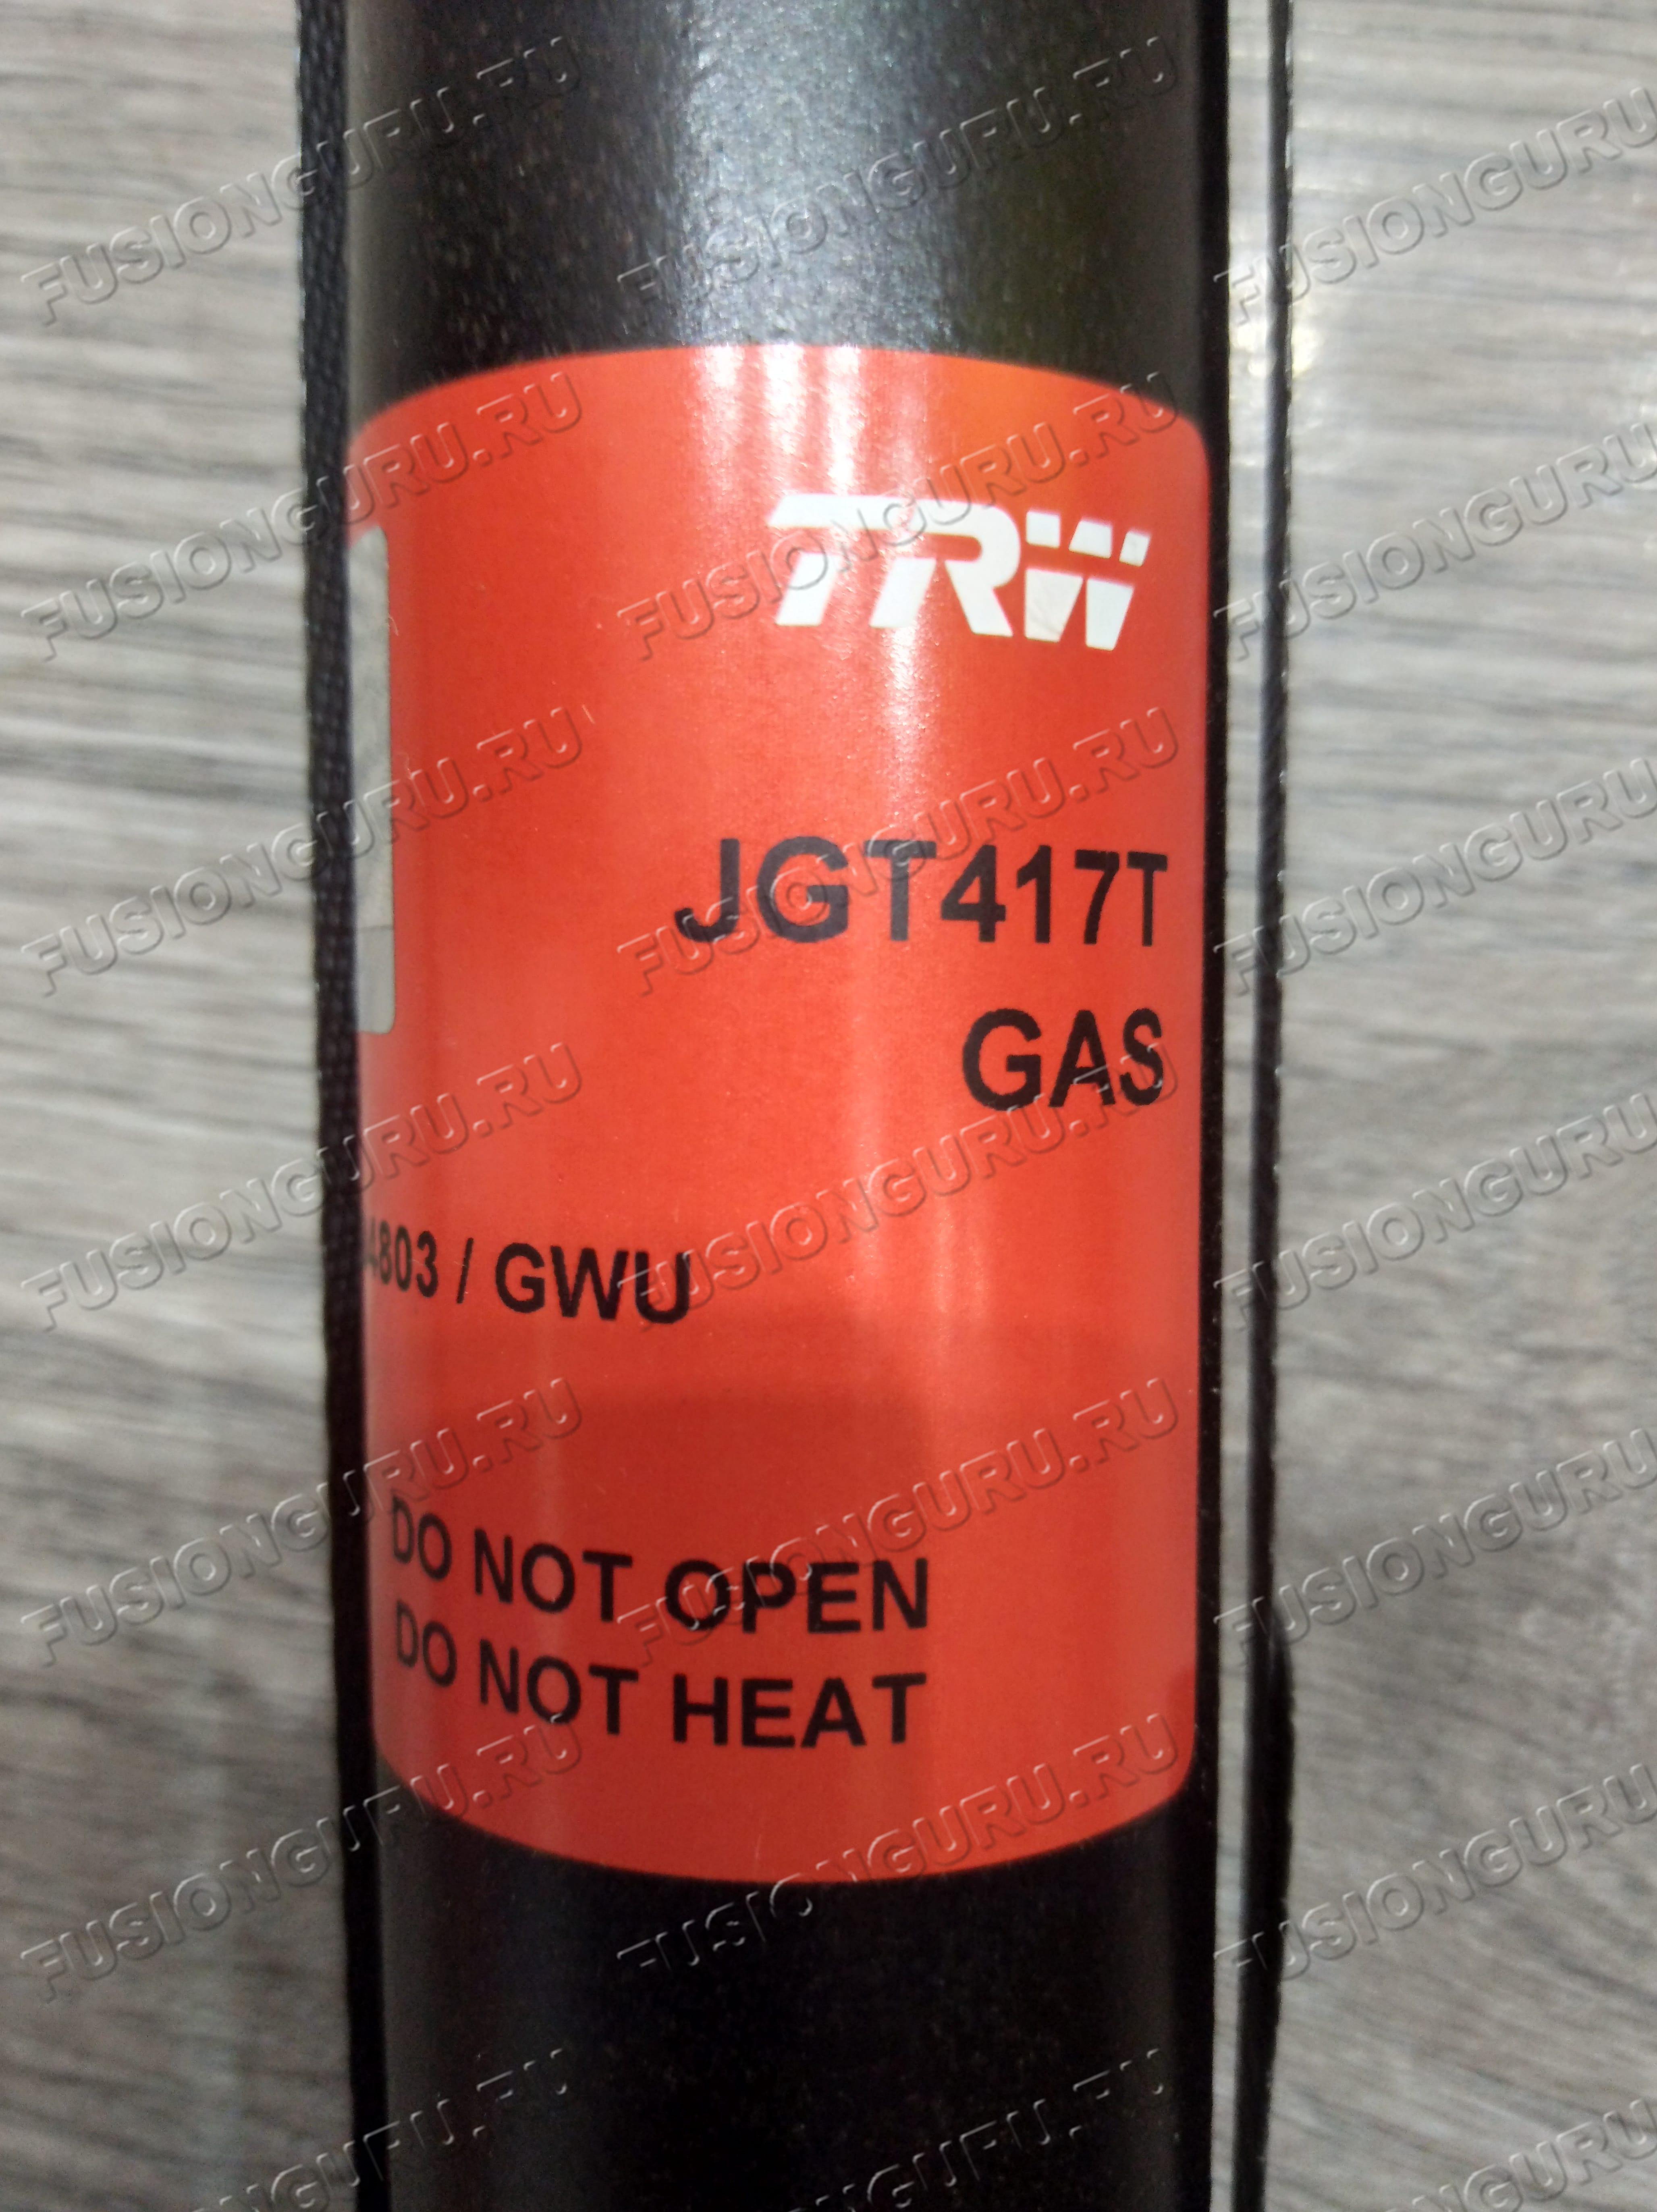 TRW
JGT417T
GAS
4803 / GWU
DO NOT OPEN
DO NOT HEAT
FUSIONGURU.RU